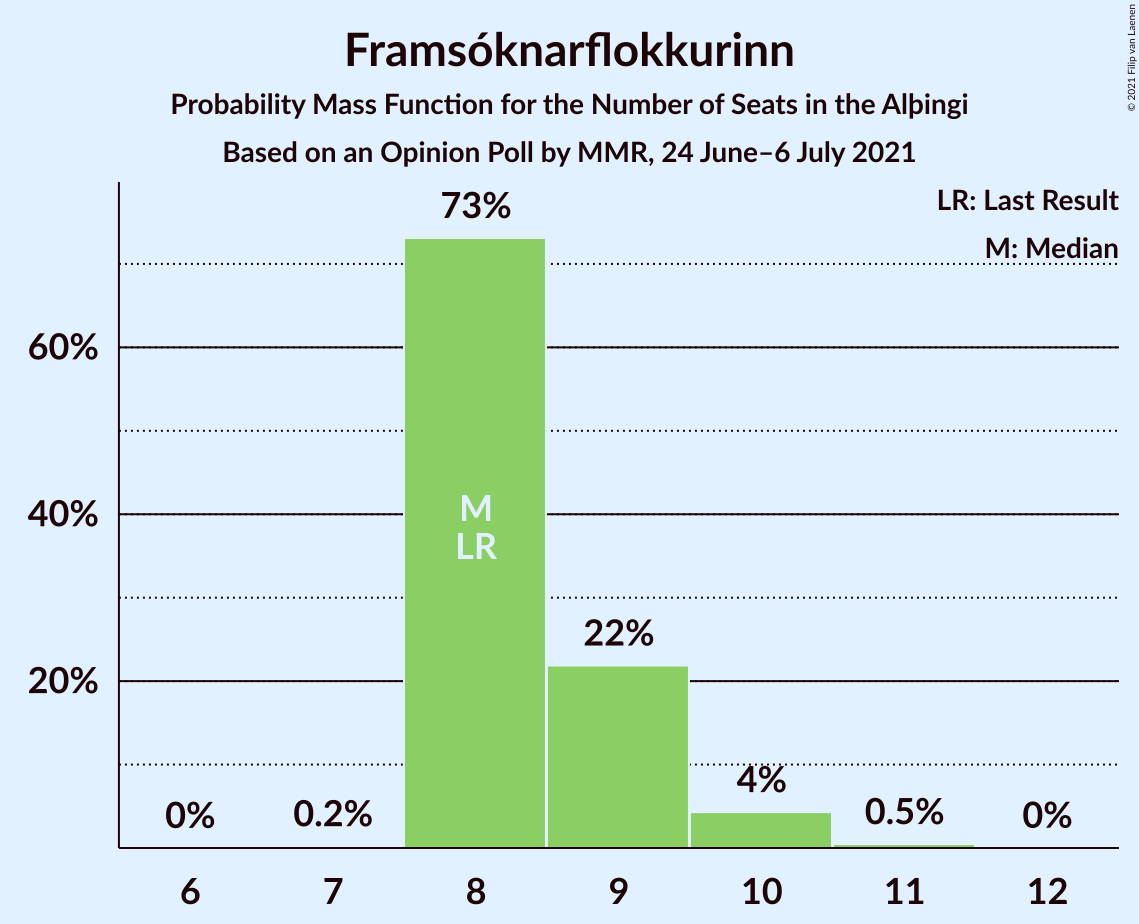 Framsóknarflokkurinn
Probability Mass Function for the Number of Seats in the Alþingi
Based on an Opinion Poll by MMR, 24 June–6 July 2021
© 2021 Filip van Laenen
LR: Last Result
M: Median
73%
60%
40%
20%
M
LR
22%
0%
0.2%
4%
0.5%
0%
6 7 8 9 10 11 12